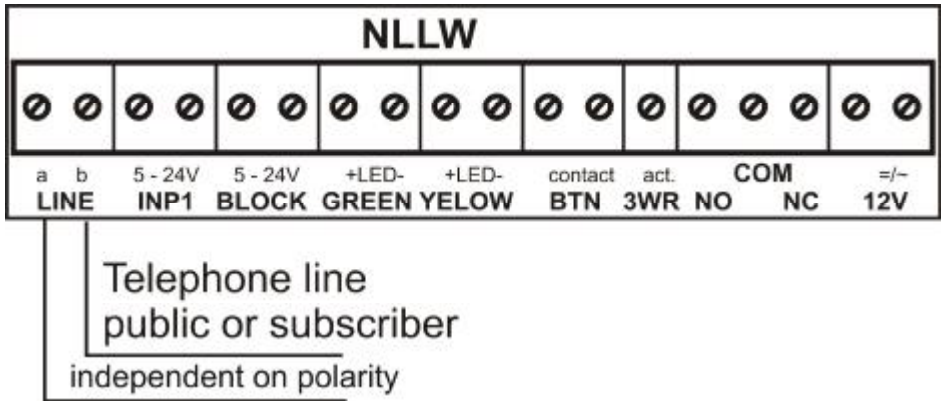 NLLW
a b 5 - 24V 5 - 24V +LED- +LED- contact act. COM =/~
LINE INP1 BLOCK GREEN YELOW BTN 3WR NO NC 12V
Telephone line
public or subscriber
independent on polarity